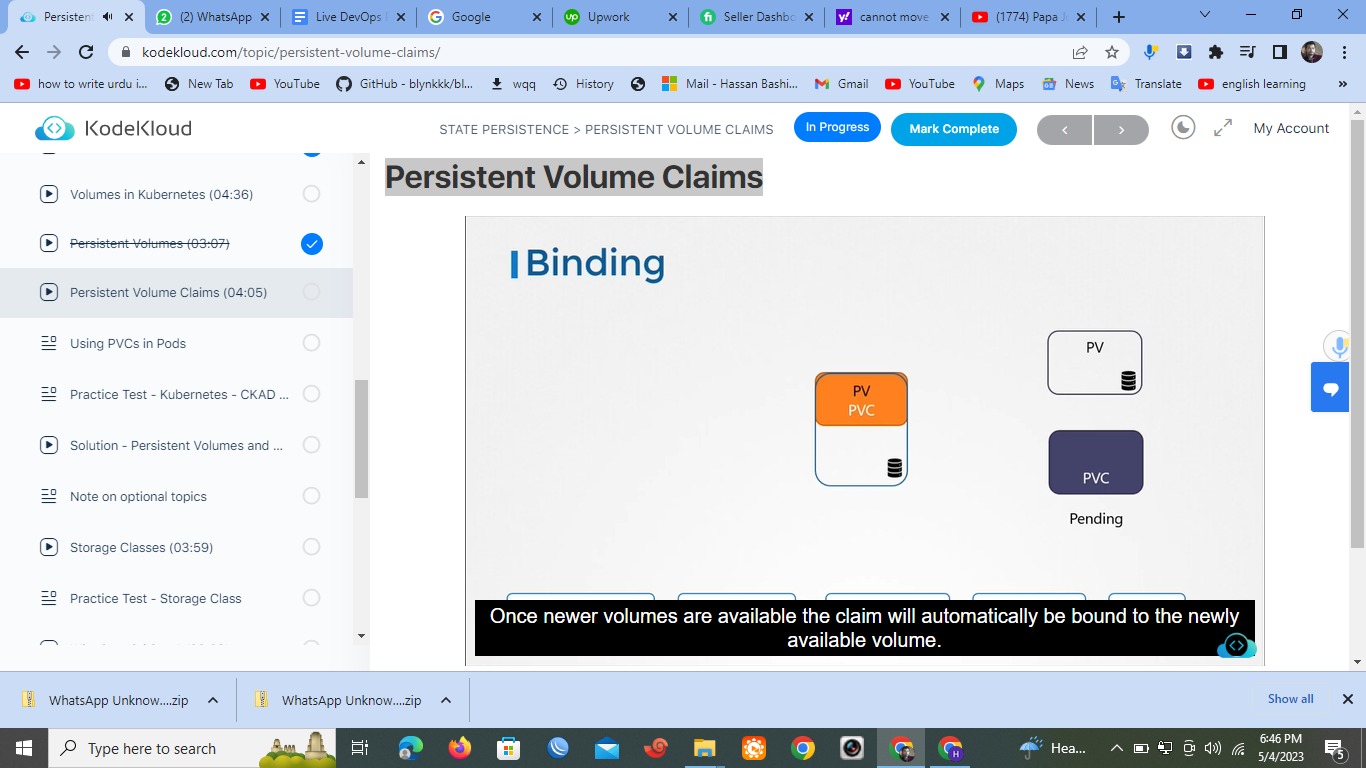 Persistent
(2) WhatsApp
Live DevOps
Google
Upwork
Seller Dashbo
cannot move
(1774) Papa J
kodekloud.com/topic/persistent-volume-claims/
how to write urdu i...
New Tab
YouTube
GitHub - blynkkk/bl...
wqq
History
Mail - Hassan Bashi...
Gmail
YouTube
Maps
News
Translate
english learning
»
KodeKloud
STATE PERSISTENCE > PERSISTENT VOLUME CLAIMS
In Progress
Mark Complete
My Account
Volumes in Kubernetes (04:36)
Persistent Volumes (03:07)
Persistent Volume Claims (04:05)
Using PVCs in Pods
Practice Test - Kubernetes - CKAD ...
Solution - Persistent Volumes and ...
Note on optional topics
Storage Classes (03:59)
Practice Test - Storage Class
Persistent Volume Claims
Binding
PV
PVC
PV
PVC
Pending
Once newer volumes are available the claim will automatically be bound to the newly
available volume.
WhatsApp Unknow....zip
WhatsApp Unknow....zip
Show all
Type here to search
Hea...
6:46 PM
5/4/2023
5